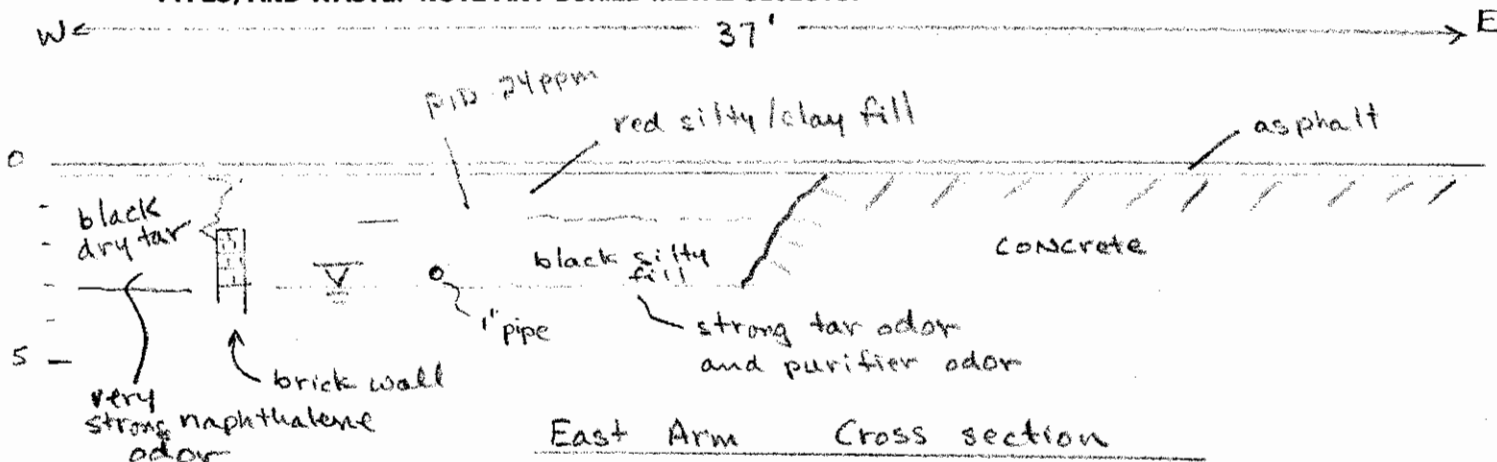 W 37' E
PID 24ppm
red silty/clay fill
asphalt
0
black
dry tar
concrete
black silty
fill
1" pipe
strong tar odor
and purifier odor
5
brick wall
very
strong naphthalene
odor
East Arm Cross section